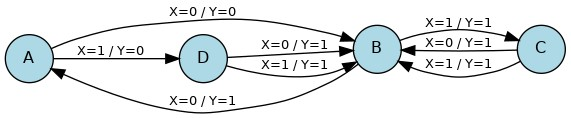 X=0 / Y=0
X=1 / Y=1
A
X=1 / Y=0
D
X=0 / Y=1
X=1 / Y=1
B
X=0 / Y=1
X=1 / Y=1
C
X=0 / Y=1